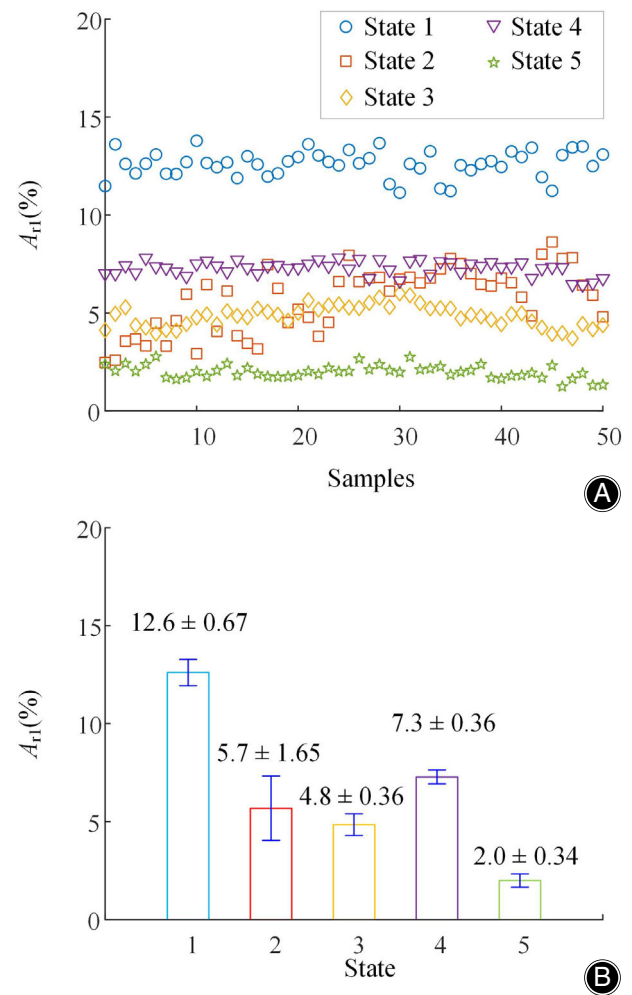 20
15
10
5
0
A_r1(%)
State 1
State 2
State 3
State 4
State 5
10
20
30
40
50
Samples
A
20
15
10
5
0
A_r1(%)
12.6 ± 0.67
5.7 ± 1.65
4.8 ± 0.36
7.3 ± 0.36
2.0 ± 0.34
1
2
3
4
5
State
B